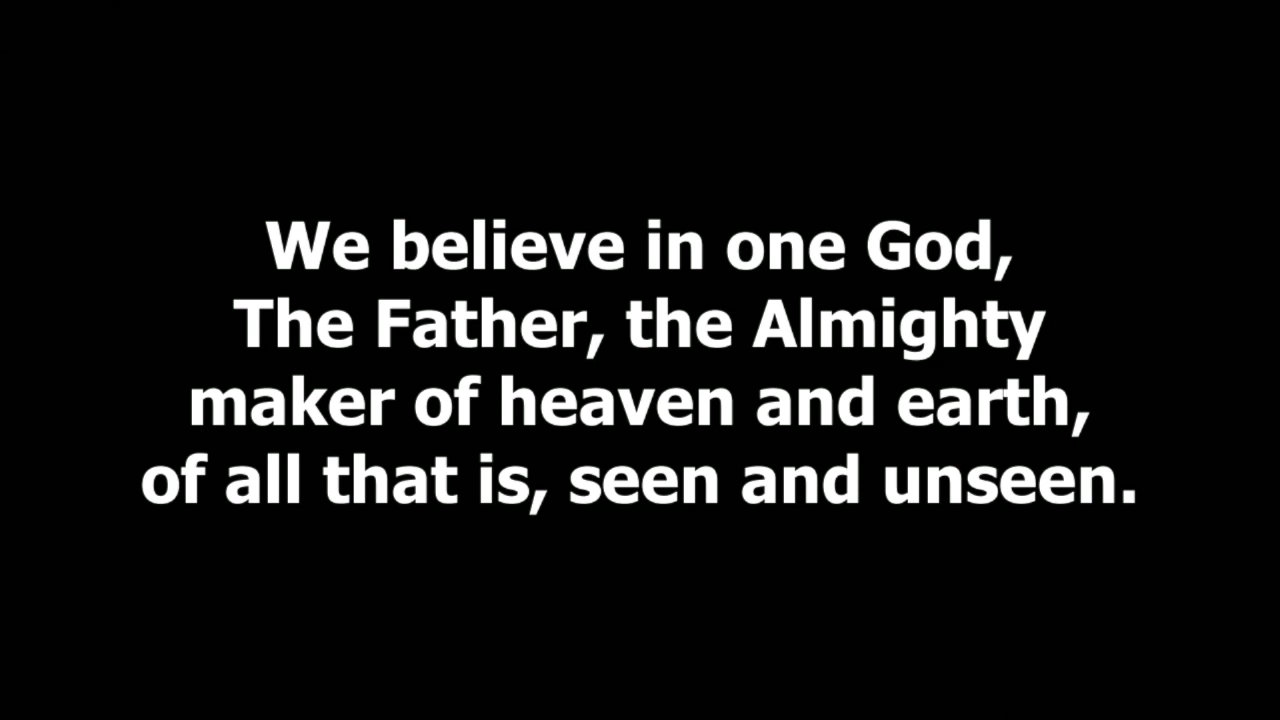 We believe in one God,
The Father, the Almighty
maker of heaven and earth,
of all that is, seen and unseen.